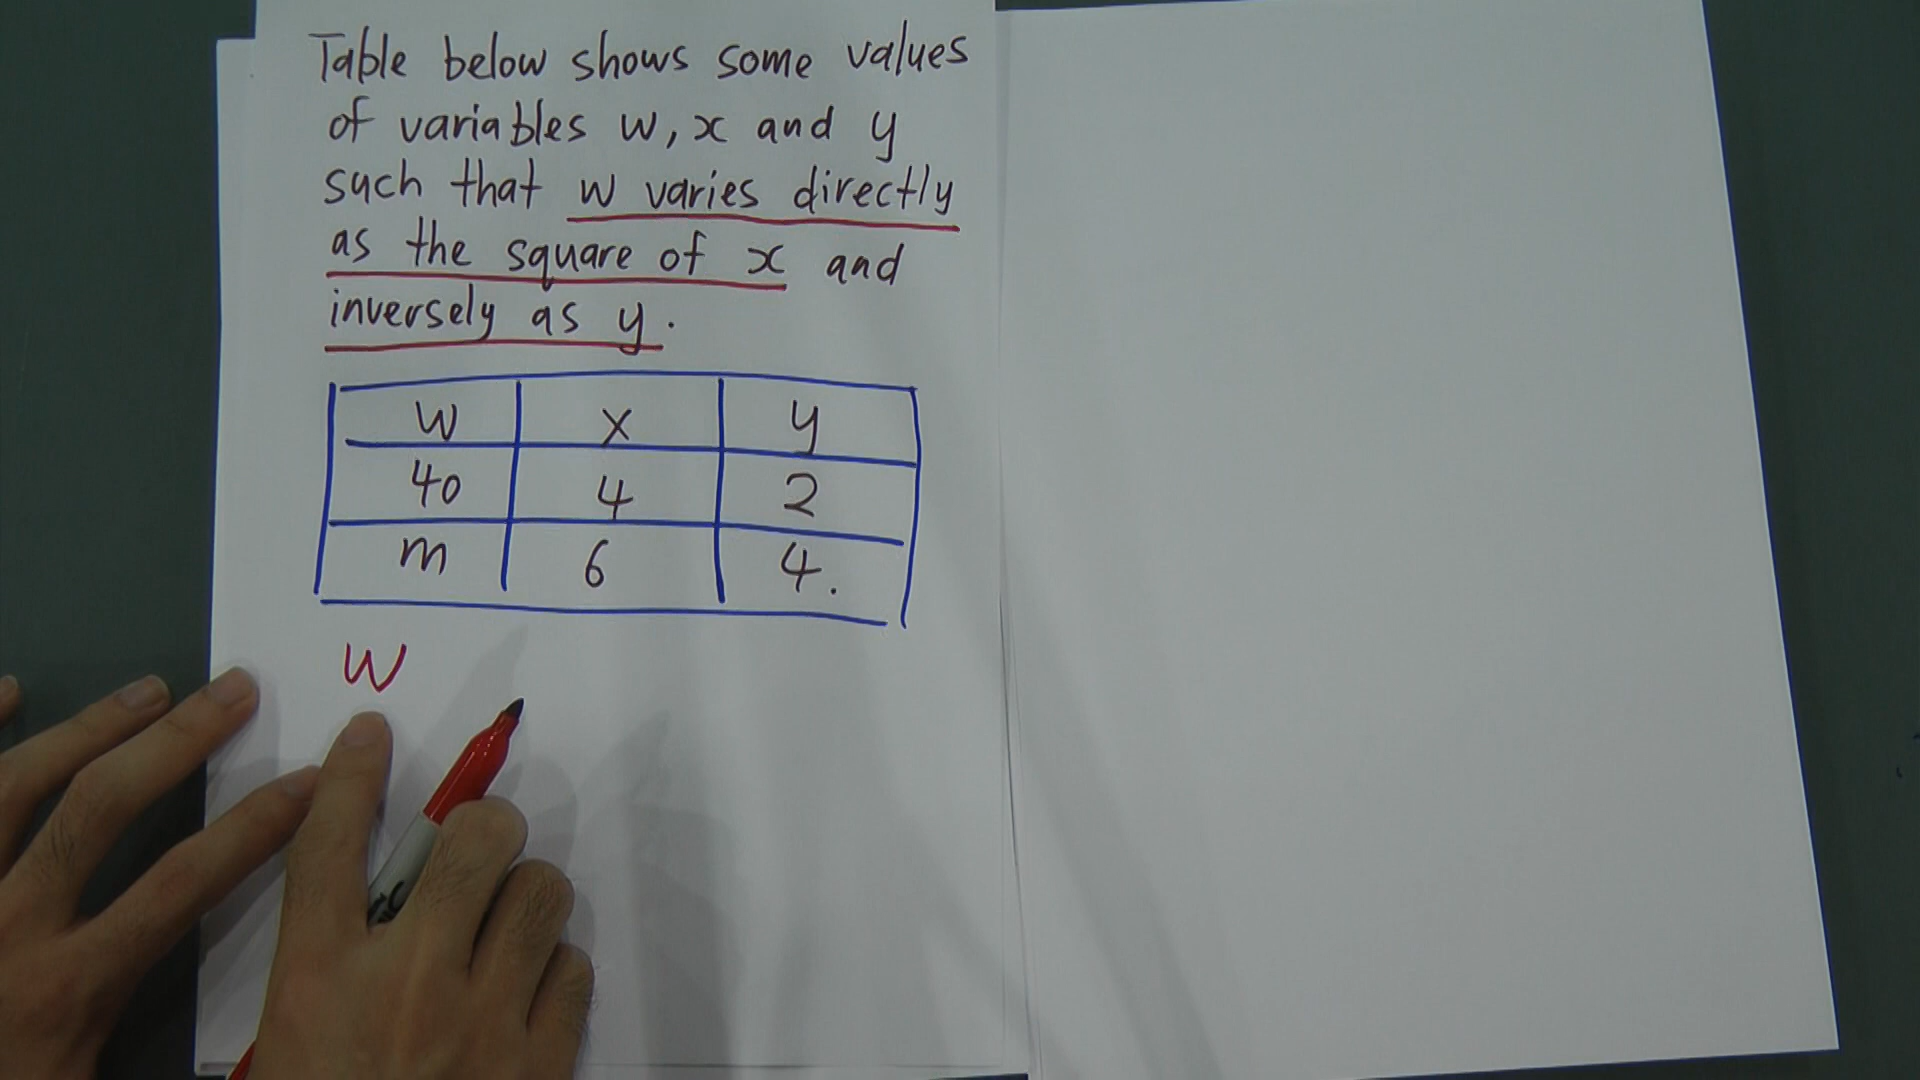 Table below shows some values
of variables w, x and y
such that w varies directly
as the square of x and
inversely as y.
w x y
40 4 2
m 6 4.
w